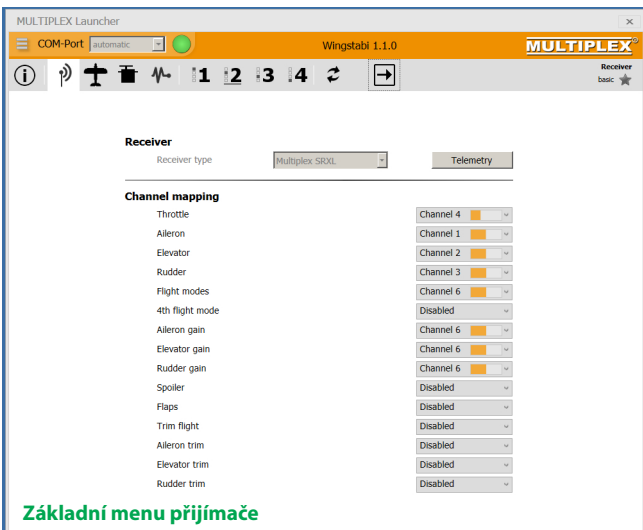 MULTIPLEX Launcher
COM-Port automatic Wingstabi 1.1.0 MULTIPLEX®
1 2 3 4 Receiver
basic
Receiver
Receiver type Multiplex SRXL Telemetry
Channel mapping
Throttle Channel 4
Aileron Channel 1
Elevator Channel 2
Rudder Channel 3
Flight modes Channel 6
4th flight mode Disabled
Aileron gain Channel 6
Elevator gain Channel 6
Rudder gain Channel 6
Spoiler Disabled
Flaps Disabled
Trim flight Disabled
Aileron trim Disabled
Elevator trim Disabled
Rudder trim Disabled
Základní menu přijímače